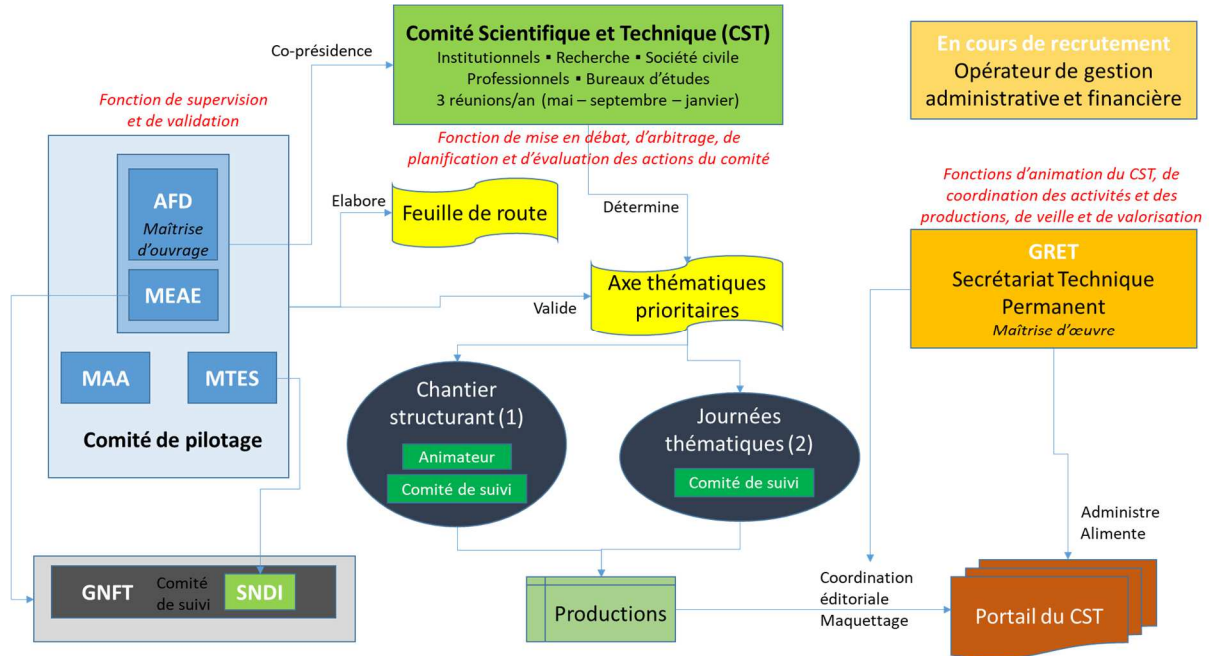 Comité Scientifique et Technique (CST)
Institutionnels ▪ Recherche ▪ Société civile
Professionnels ▪ Bureaux d’études
3 réunions/an (mai – septembre – janvier)
En cours de recrutement
Opérateur de gestion
administrative et financière
Co-présidence
Fonction de supervision
et de validation
Fonction de mise en débat, d’arbitrage, de
planification et d’évaluation des actions du comité
Fonctions d’animation du CST, de
coordination des activités et des
productions, de veille et de valorisation
AFD
Maîtrise
d’ouvrage
MEAE
MAA
MTES
Comité de pilotage
Elabore
Feuille de route
Détermine
Valide
Axe thématiques
prioritaires
GRET
Secrétariat Technique
Permanent
Maîtrise d’œuvre
Chantier
structurant (1)
Animateur
Comité de suivi
Journées
thématiques (2)
Comité de suivi
Administre
Alimente
GNFT
Comité
de suivi
SNDI
Productions
Coordination
éditoriale
Maquettage
Portail du CST